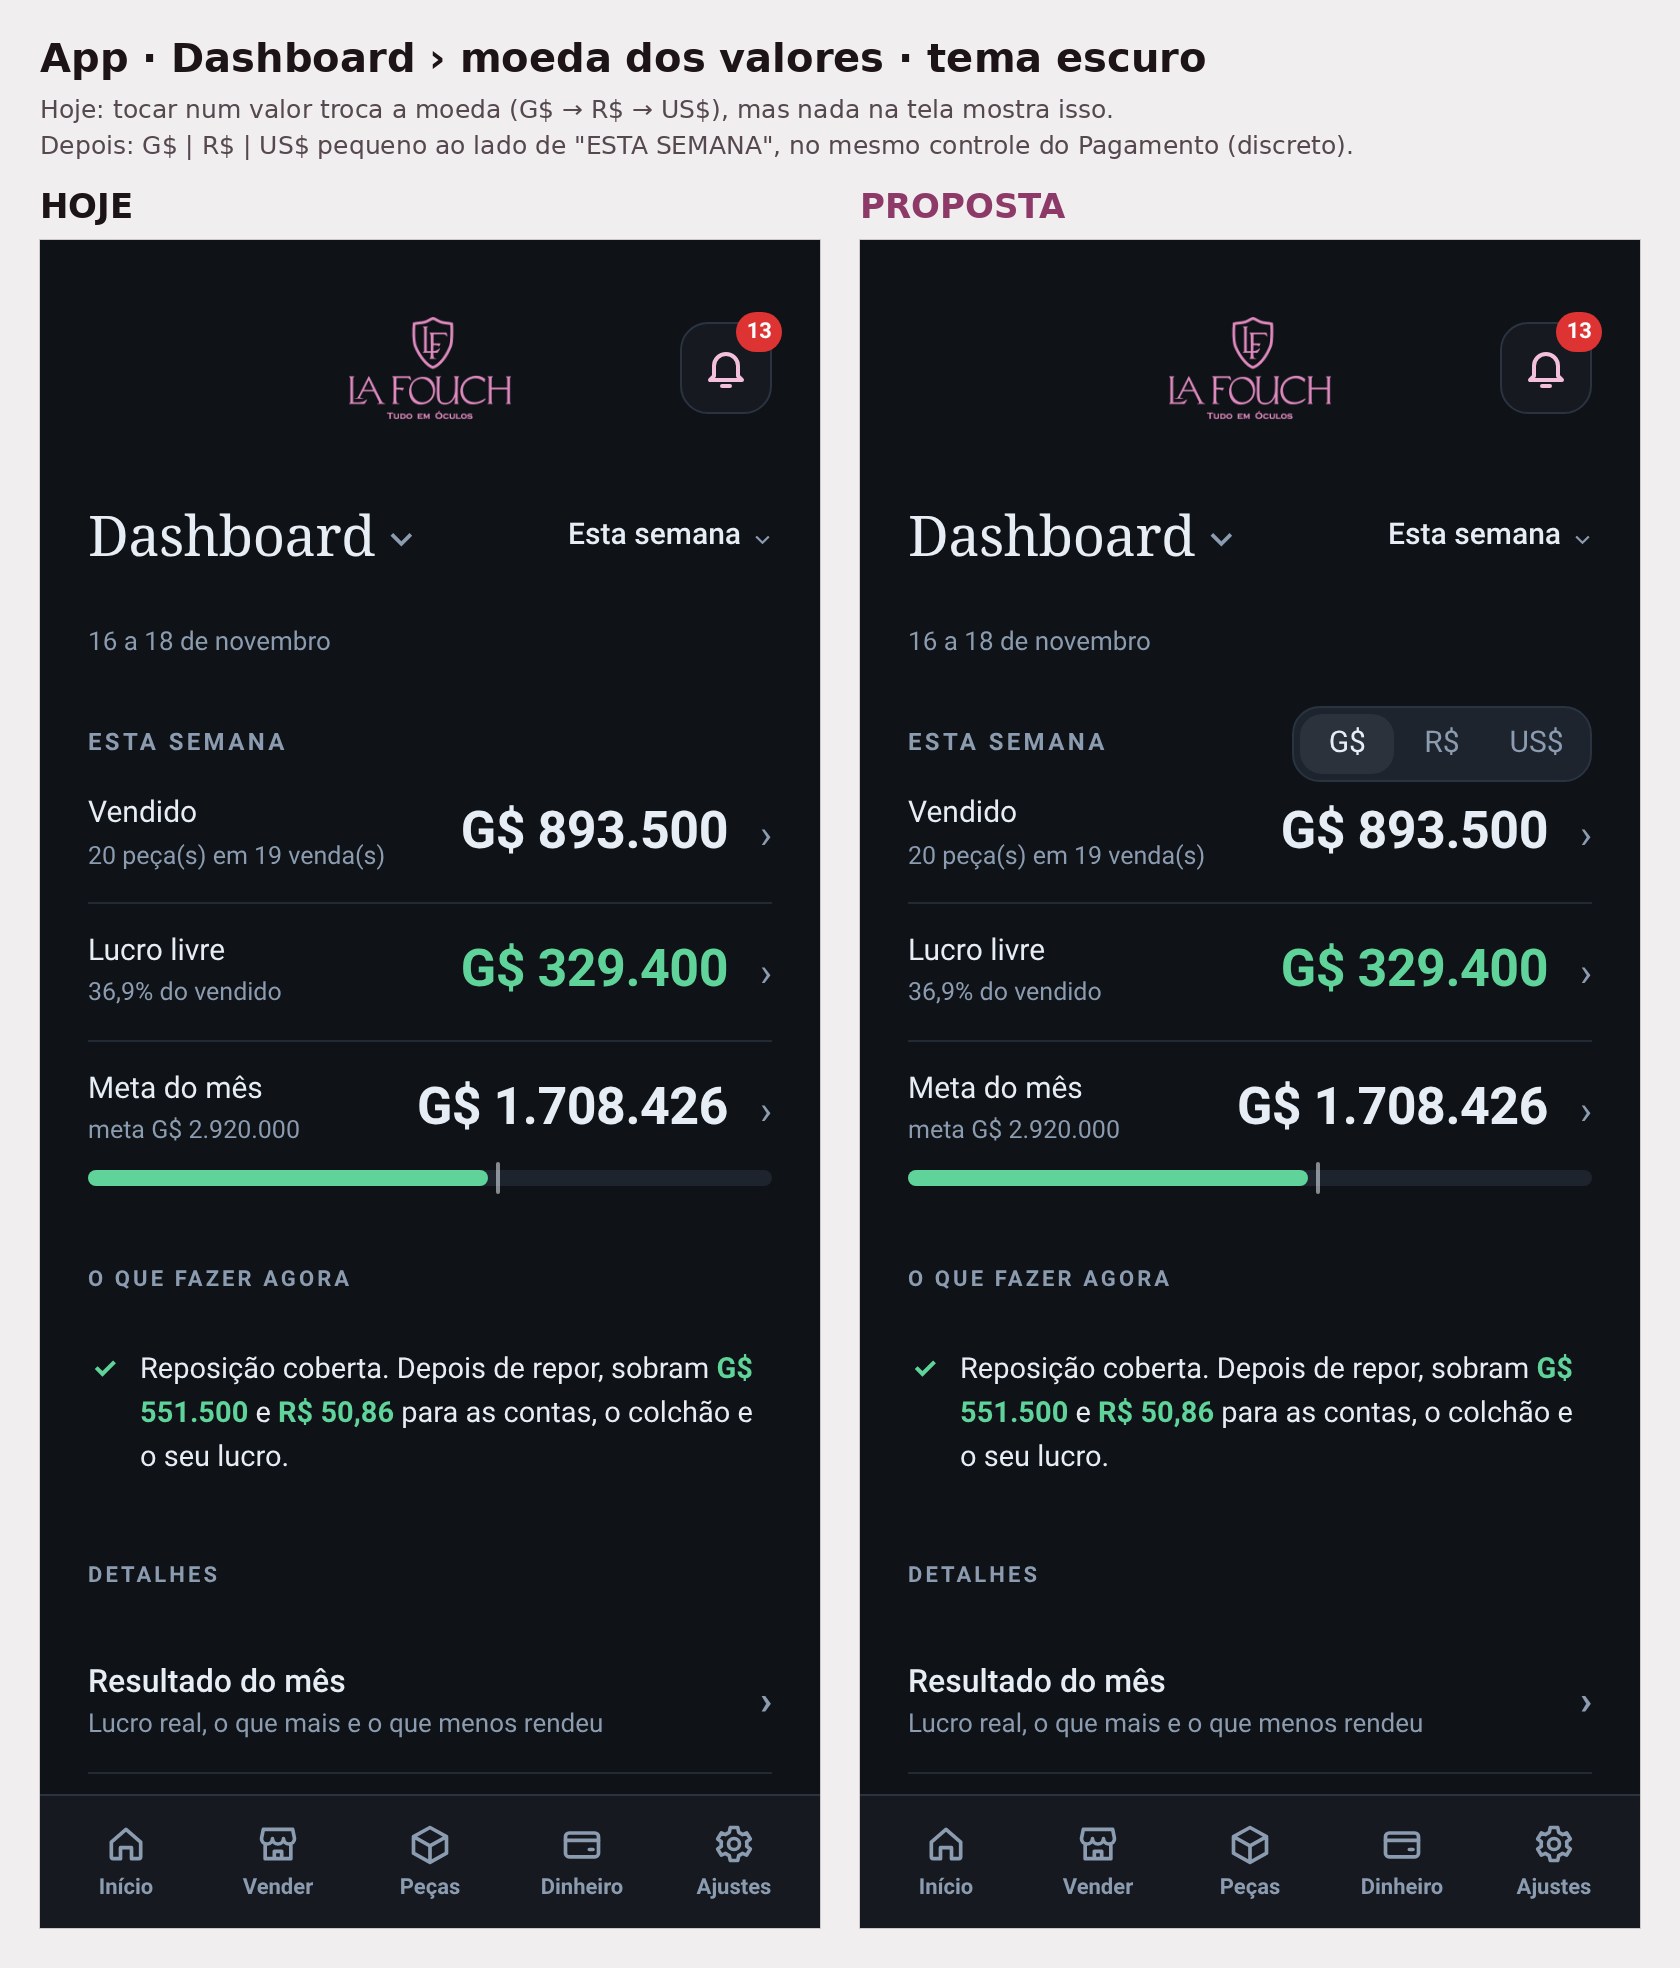 App · Dashboard › moeda dos valores · tema escuro
Hoje: tocar num valor troca a moeda (G$ → R$ → US$), mas nada na tela mostra isso.
Depois: G$ | R$ | US$ pequeno ao lado de "ESTA SEMANA", no mesmo controle do Pagamento (discreto).
HOJE
LF
LA FOUCH
TUDO EM ÓCULOS
13
Dashboard
Esta semana
16 a 18 de novembro
ESTA SEMANA
Vendido
20 peça(s) em 19 venda(s)
G$ 893.500 ›
Lucro livre
36,9% do vendido
G$ 329.400 ›
Meta do mês
meta G$ 2.920.000
G$ 1.708.426 ›
O QUE FAZER AGORA
Reposição coberta. Depois de repor, sobram G$
551.500 e R$ 50,86 para as contas, o colchão e
o seu lucro.
DETALHES
Resultado do mês
Lucro real, o que mais e o que menos rendeu
›
Início
Vender
Peças
Dinheiro
Ajustes
PROPOSTA
LF
LA FOUCH
TUDO EM ÓCULOS
13
Dashboard
Esta semana
16 a 18 de novembro
ESTA SEMANA
G$ R$ US$
Vendido
20 peça(s) em 19 venda(s)
G$ 893.500 ›
Lucro livre
36,9% do vendido
G$ 329.400 ›
Meta do mês
meta G$ 2.920.000
G$ 1.708.426 ›
O QUE FAZER AGORA
Reposição coberta. Depois de repor, sobram G$
551.500 e R$ 50,86 para as contas, o colchão e
o seu lucro.
DETALHES
Resultado do mês
Lucro real, o que mais e o que menos rendeu
›
Início
Vender
Peças
Dinheiro
Ajustes